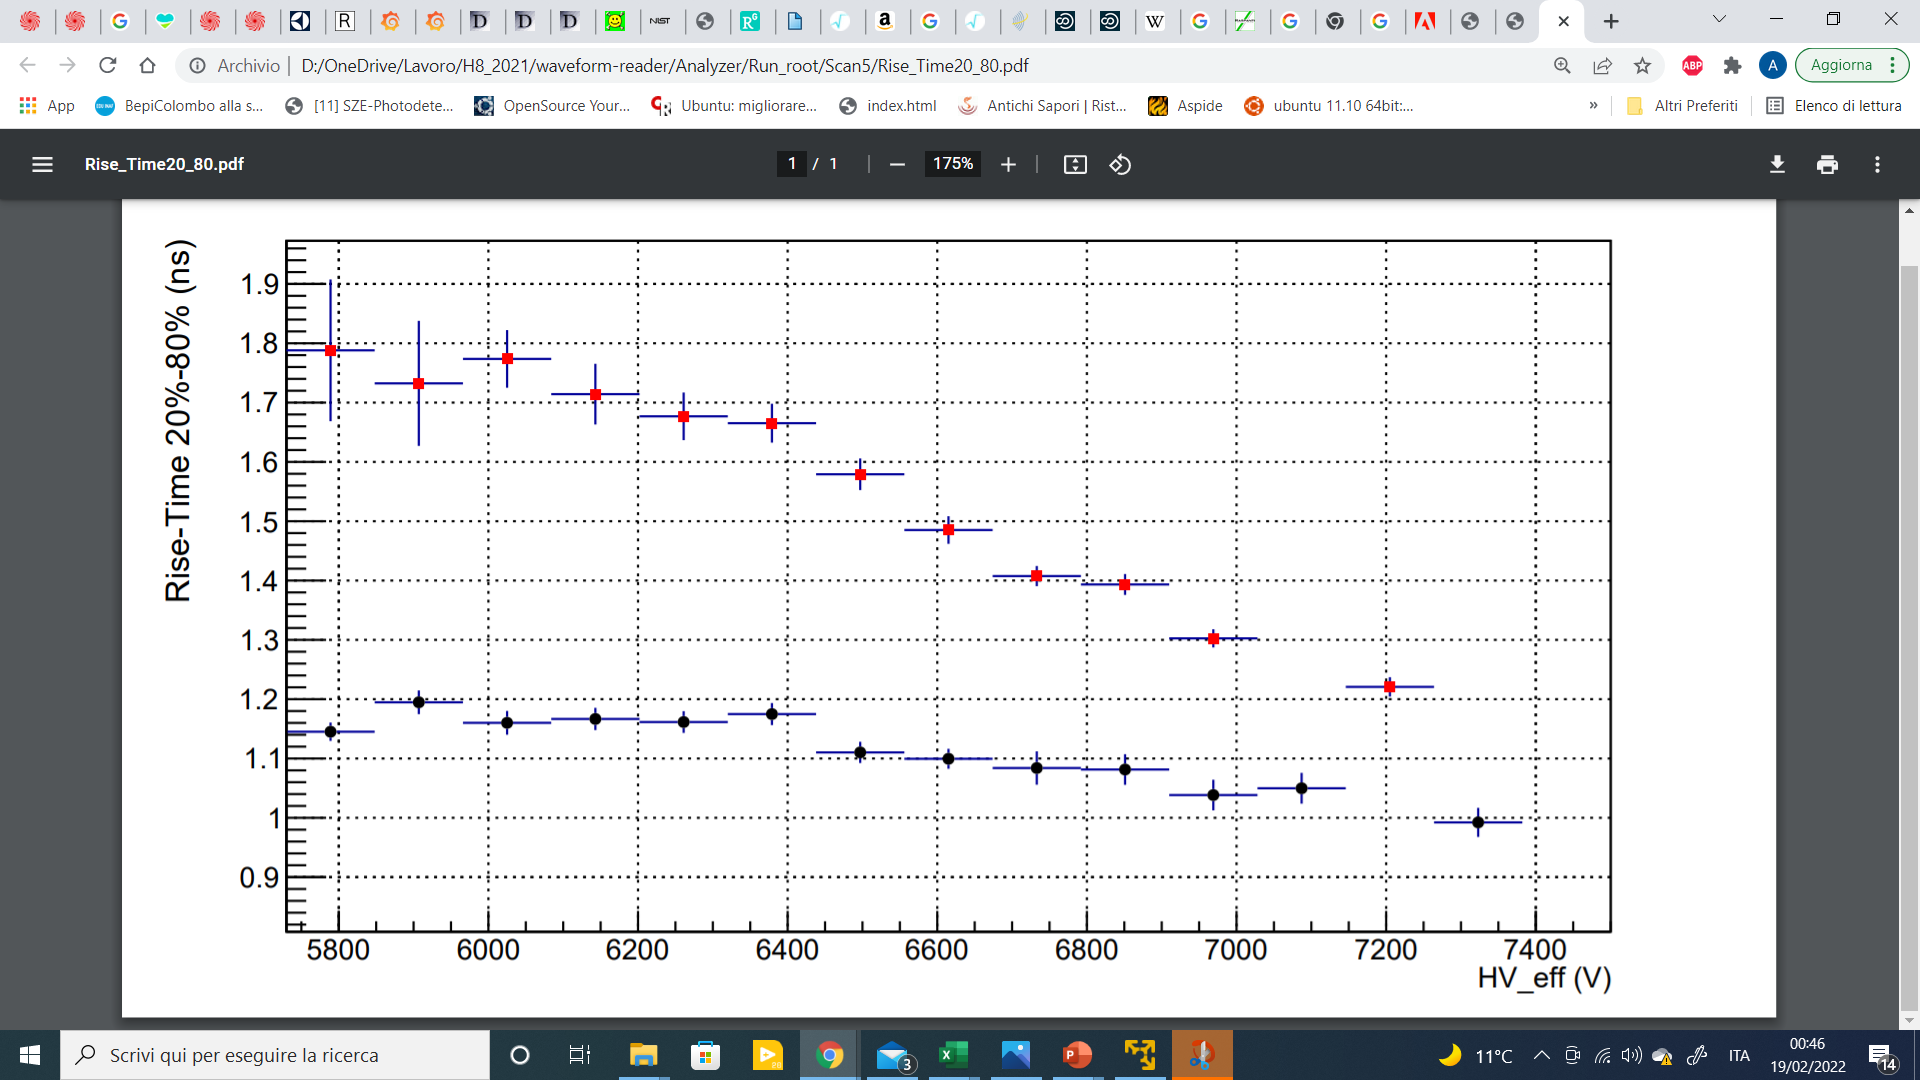 R
D
D
D
NIST
R
a
G
W
G
G
G
Archivio | D:/OneDrive/Lavoro/H8_2021/waveform-reader/Analyzer/Run_root/Scan5/Rise_Time20_80.pdf
ABP
A
Aggiorna
App
BepiColombo alla s...
[11] SZE-Photodete...
OpenSource Your...
Ubuntu: migliorare...
index.html
Antichi Sapori | Rist...
Aspide
ubuntu 11.10 64bit:...
»
Altri Preferiti
Elenco di lettura
Rise_Time20_80.pdf
1 / 1
175%
Rise-Time 20%-80% (ns)
1.9
1.8
1.7
1.6
1.5
1.4
1.3
1.2
1.1
1
0.9
5800 6000 6200 6400 6600 6800 7000 7200 7400
HV_eff (V)
Scrivi qui per eseguire la ricerca
3
11°C
ITA
00:46
19/02/2022
14